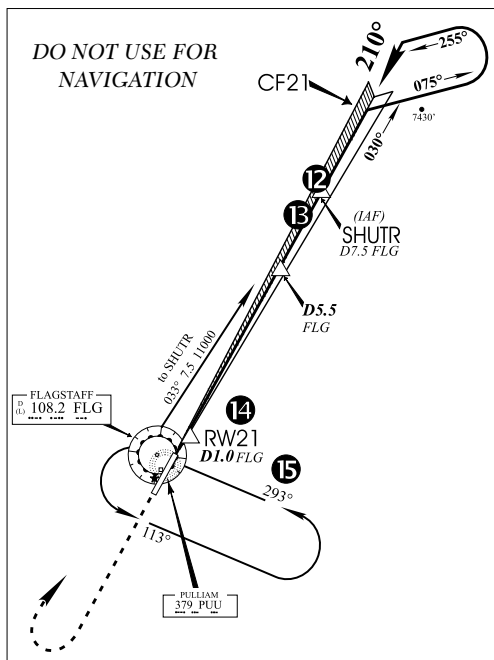 DO NOT USE FOR
NAVIGATION
210°
255°
075°
CF21
7430'
030°
12
13
(IAF)
SHUTR
D7.5 FLG
D5.5
FLG
to SHUTR
033° 7.5 11000
FLAGSTAFF
D
(L) 108.2 FLG
14
RW21
D1.0 FLG
15
293°
113°
PULLIAM
379 PUU